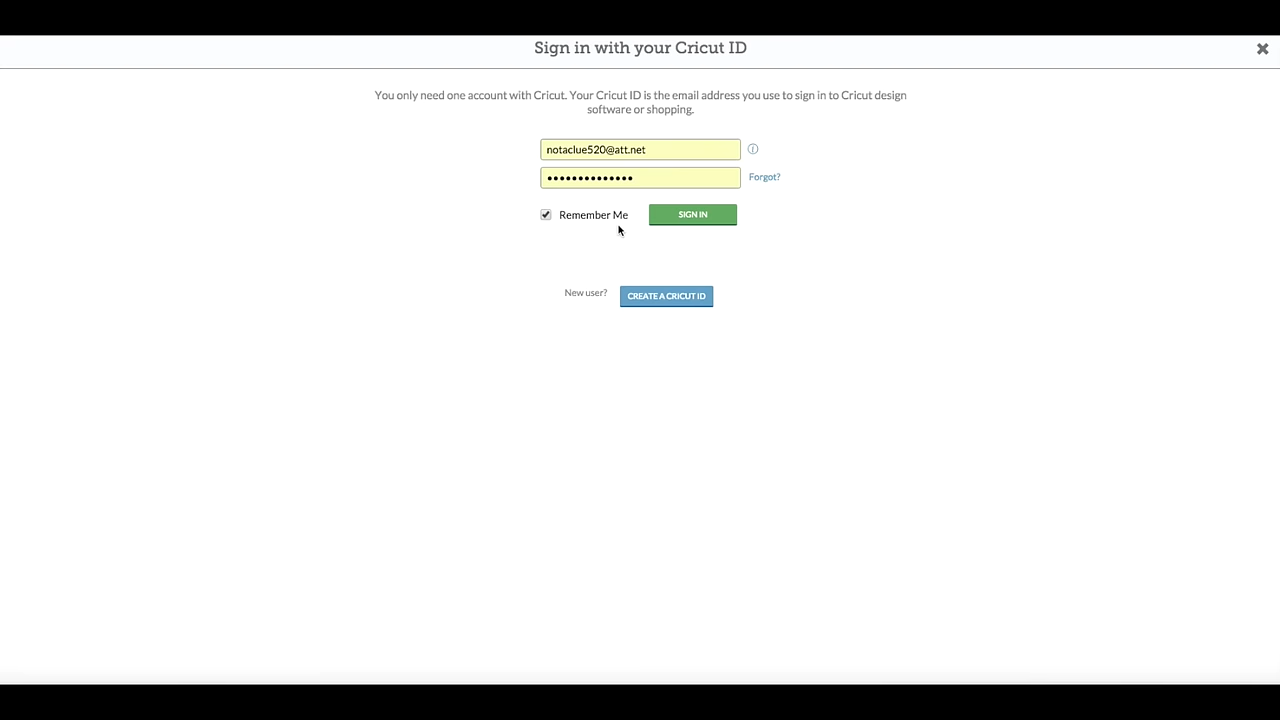 Sign in with your Cricut ID
You only need one account with Cricut. Your Cricut ID is the email address you use to sign in to Cricut design
software or shopping.
notaclue520@att.net
Forgot?
Remember Me
SIGN IN
New user?
CREATE A CRICUT ID